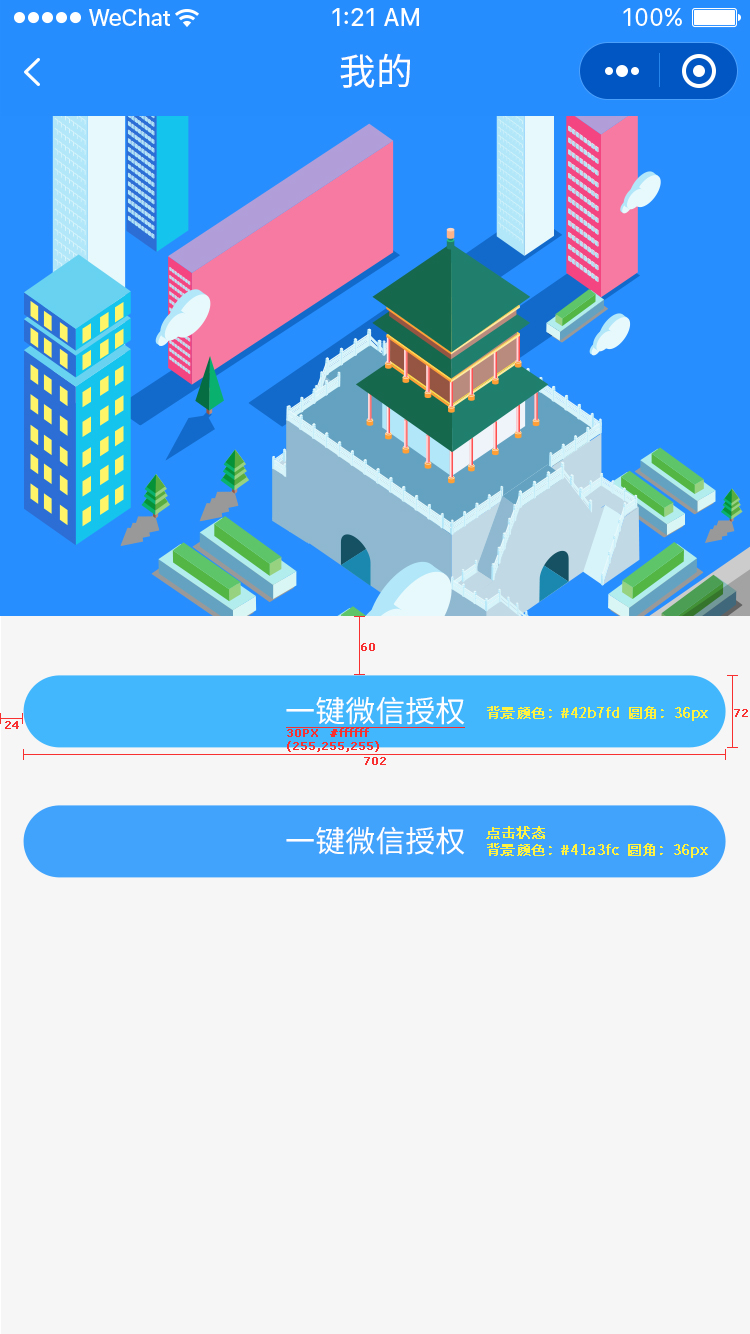 WeChat 1:21 AM 100%
我的
60
一键微信授权 背景颜色：#42b7fd 圆角：36px
72
24
30PX #ffffff
(255,255,255)
702
点击状态
一键微信授权
背景颜色：#41a3fc 圆角：36px